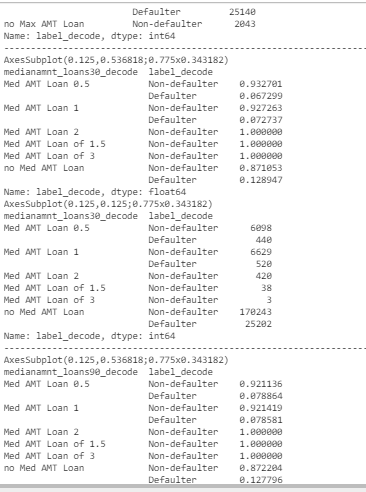 Defaulter 25140
no Max AMT Loan Non-defaulter 2043
Name: label_decode, dtype: int64
--------------------------------------------------------------------------------
AxesSubplot(0.125,0.536818;0.775x0.343182)
medianamnt_loans30_decode label_decode
Med AMT Loan 0.5 Non-defaulter 0.932701
Defaulter 0.067299
Med AMT Loan 1 Non-defaulter 0.927263
Defaulter 0.072737
Med AMT Loan 2 Non-defaulter 1.000000
Med AMT Loan of 1.5 Non-defaulter 1.000000
Med AMT Loan of 3 Non-defaulter 1.000000
no Med AMT Loan Non-defaulter 0.871053
Defaulter 0.128947
Name: label_decode, dtype: float64
AxesSubplot(0.125,0.125;0.775x0.343182)
medianamnt_loans30_decode label_decode
Med AMT Loan 0.5 Non-defaulter 6098
Defaulter 440
Med AMT Loan 1 Non-defaulter 6629
Defaulter 520
Med AMT Loan 2 Non-defaulter 420
Med AMT Loan of 1.5 Non-defaulter 38
Med AMT Loan of 3 Non-defaulter 3
no Med AMT Loan Non-defaulter 170243
Defaulter 25202
Name: label_decode, dtype: int64
--------------------------------------------------------------------------------
AxesSubplot(0.125,0.536818;0.775x0.343182)
medianamnt_loans90_decode label_decode
Med AMT Loan 0.5 Non-defaulter 0.921136
Defaulter 0.078864
Med AMT Loan 1 Non-defaulter 0.921419
Defaulter 0.078581
Med AMT Loan 2 Non-defaulter 1.000000
Med AMT Loan of 1.5 Non-defaulter 1.000000
Med AMT Loan of 3 Non-defaulter 1.000000
no Med AMT Loan Non-defaulter 0.872204
Defaulter 0.127796